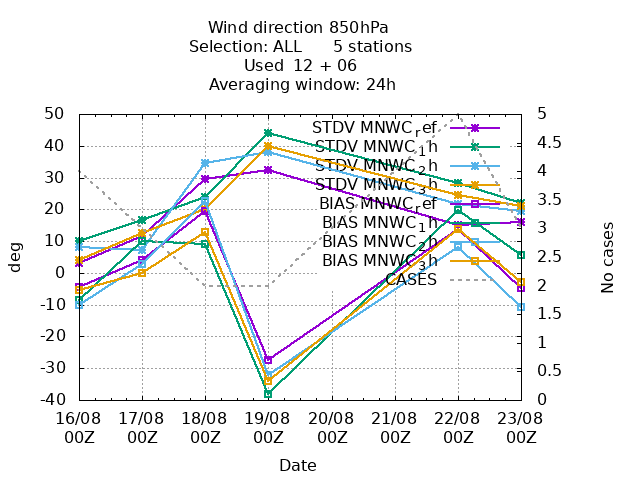 Wind direction 850hPa
Selection: ALL 5 stations
Used 12 + 06
Averaging window: 24h
50
40
30
20
10
0
-10
-20
-30
-40
deg
5
4.5
4
3.5
3
2.5
2
1.5
1
0.5
0
No cases
STDV MNWC_ref
STDV MNWC_1h
STDV MNWC_2h
STDV MNWC_3h
BIAS MNWC_ref
BIAS MNWC_1h
BIAS MNWC_2h
BIAS MNWC_3h
CASES
16/08 17/08 18/08 19/08 20/08 21/08 22/08 23/08
00Z 00Z 00Z 00Z 00Z 00Z 00Z 00Z
Date